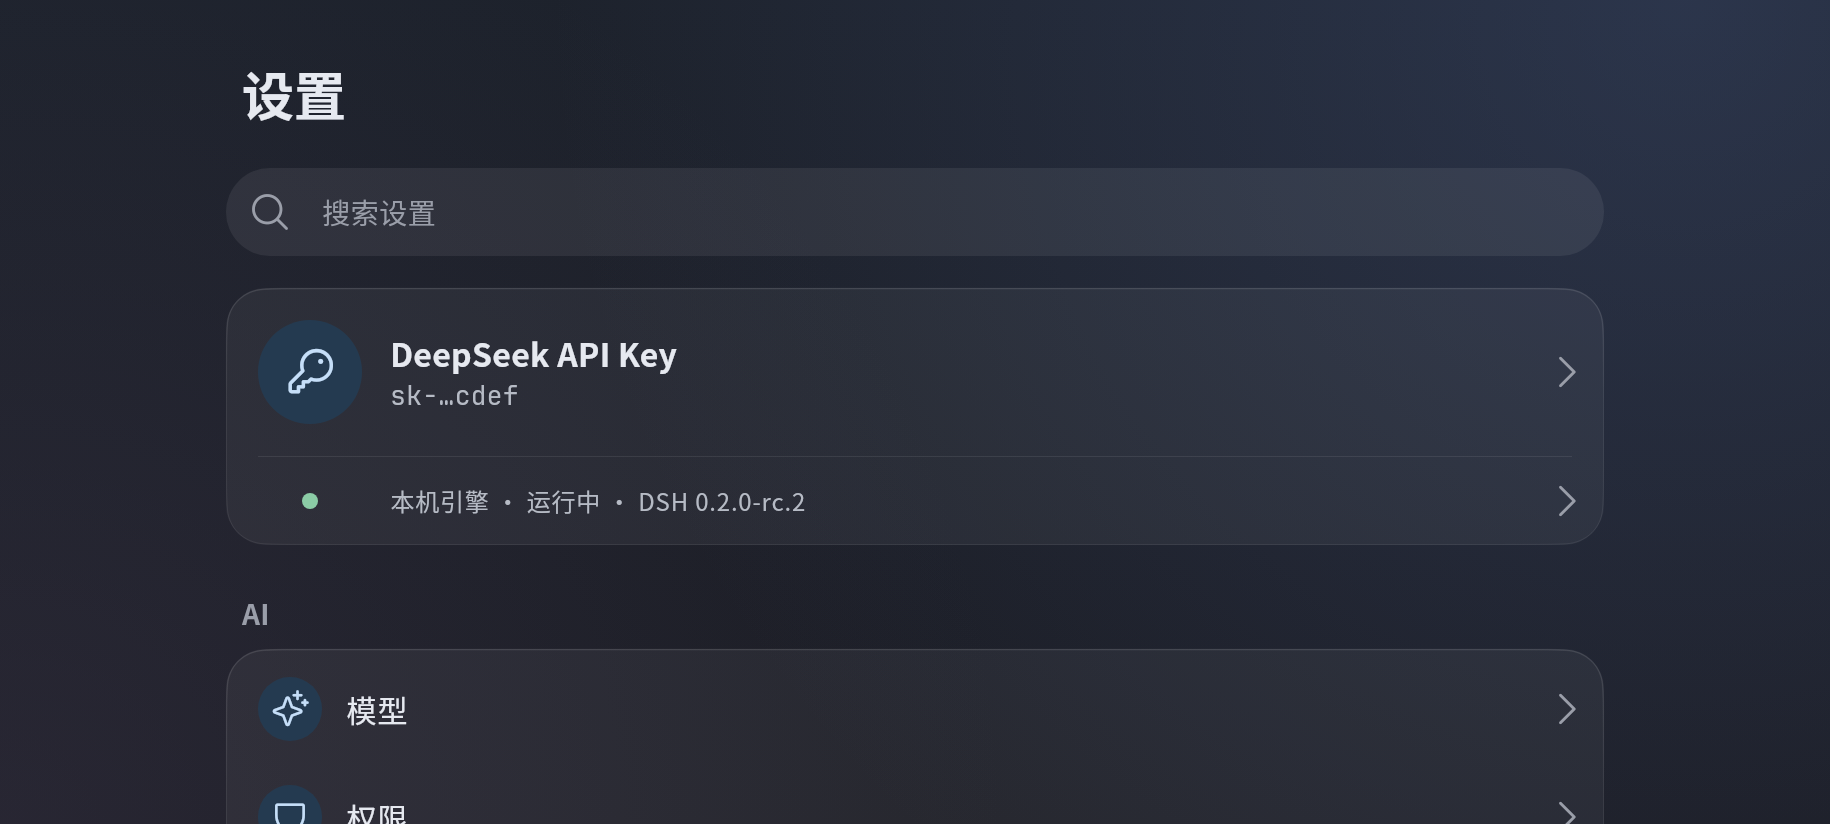 设置
搜索设置
DeepSeek API Key
sk-…cdef
本机引擎 · 运行中 · DSH 0.2.0-rc.2
AI
模型
权限